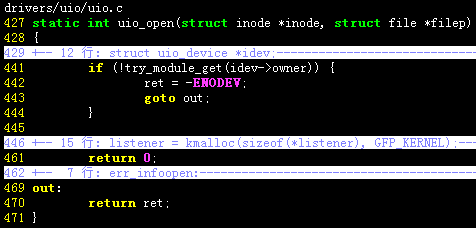 drivers/uio/uio.c
427 static int uio_open(struct inode *inode, struct file *filep)
428 {
429 +-- 12 行: struct uio_device *idev;
441 if (!try_module_get(idev->owner)) {
442 ret = -ENODEV;
443 goto out;
444 }
445
446 +-- 15 行: listener = kmalloc(sizeof(*listener), GFP_KERNEL);
461 return 0;
462 +-- 7 行: err_infoopen:
469 out:
470 return ret;
471 }